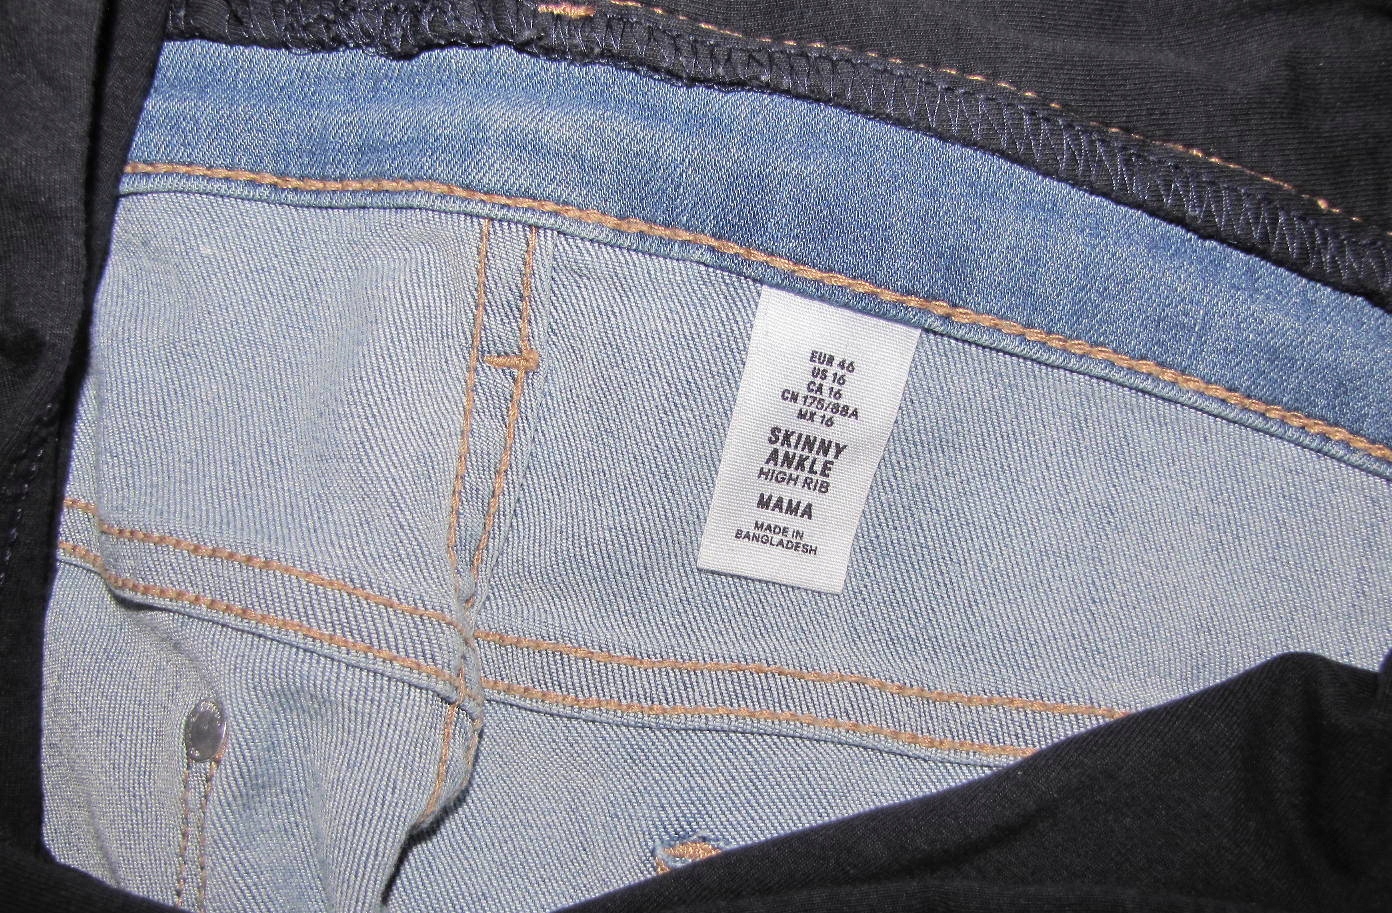 EUR 46
US 16
CA 16
CN 175/88A
MX 16
SKINNY
ANKLE
HIGH RIB
MAMA
MADE IN
BANGLADESH